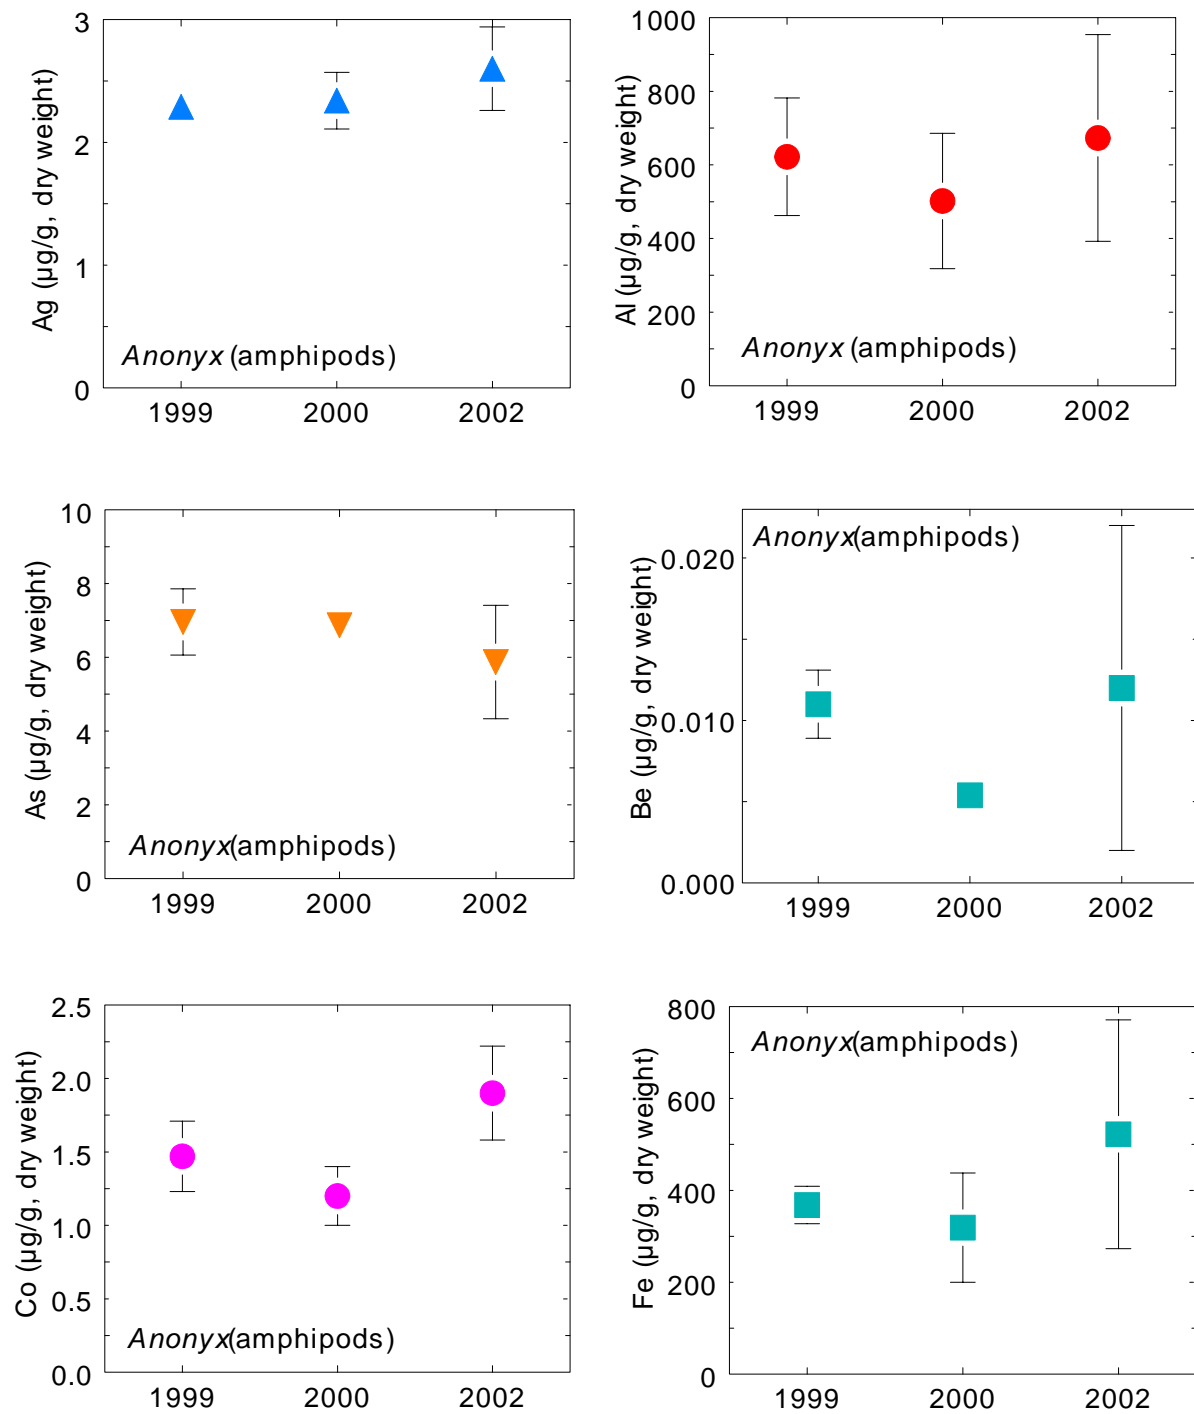 Ag (µg/g, dry weight)
3
2
1
0
Anonyx (amphipods)
1999 2000 2002
Al (µg/g, dry weight)
1000
800
600
400
200
0
Anonyx (amphipods)
1999 2000 2002
As (µg/g, dry weight)
10
8
6
4
2
0
Anonyx(amphipods)
1999 2000 2002
Be (µg/g, dry weight)
Anonyx(amphipods)
0.020
0.010
0.000
1999 2000 2002
Co (µg/g, dry weight)
2.5
2.0
1.5
1.0
0.5
0.0
Anonyx(amphipods)
1999 2000 2002
Fe (µg/g, dry weight)
800
Anonyx(amphipods)
600
400
200
0
1999 2000 2002